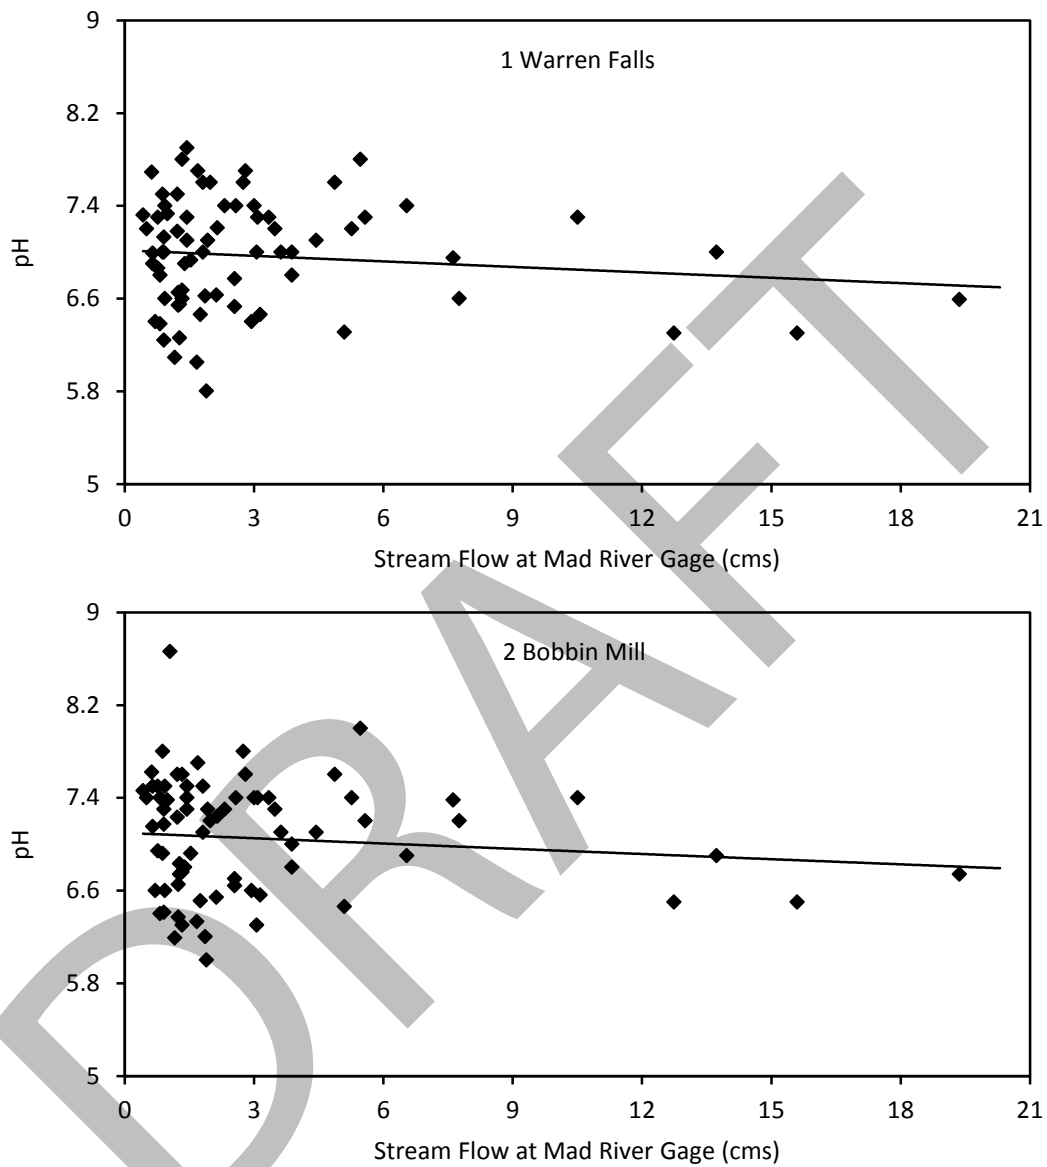 9
1 Warren Falls
8.2
7.4
pH
6.6
5.8
5
0 3 6 9 12 15 18 21
Stream Flow at Mad River Gage (cms)
9
2 Bobbin Mill
8.2
7.4
pH
6.6
5.8
5
0 3 6 9 12 15 18 21
Stream Flow at Mad River Gage (cms)
DRAFT